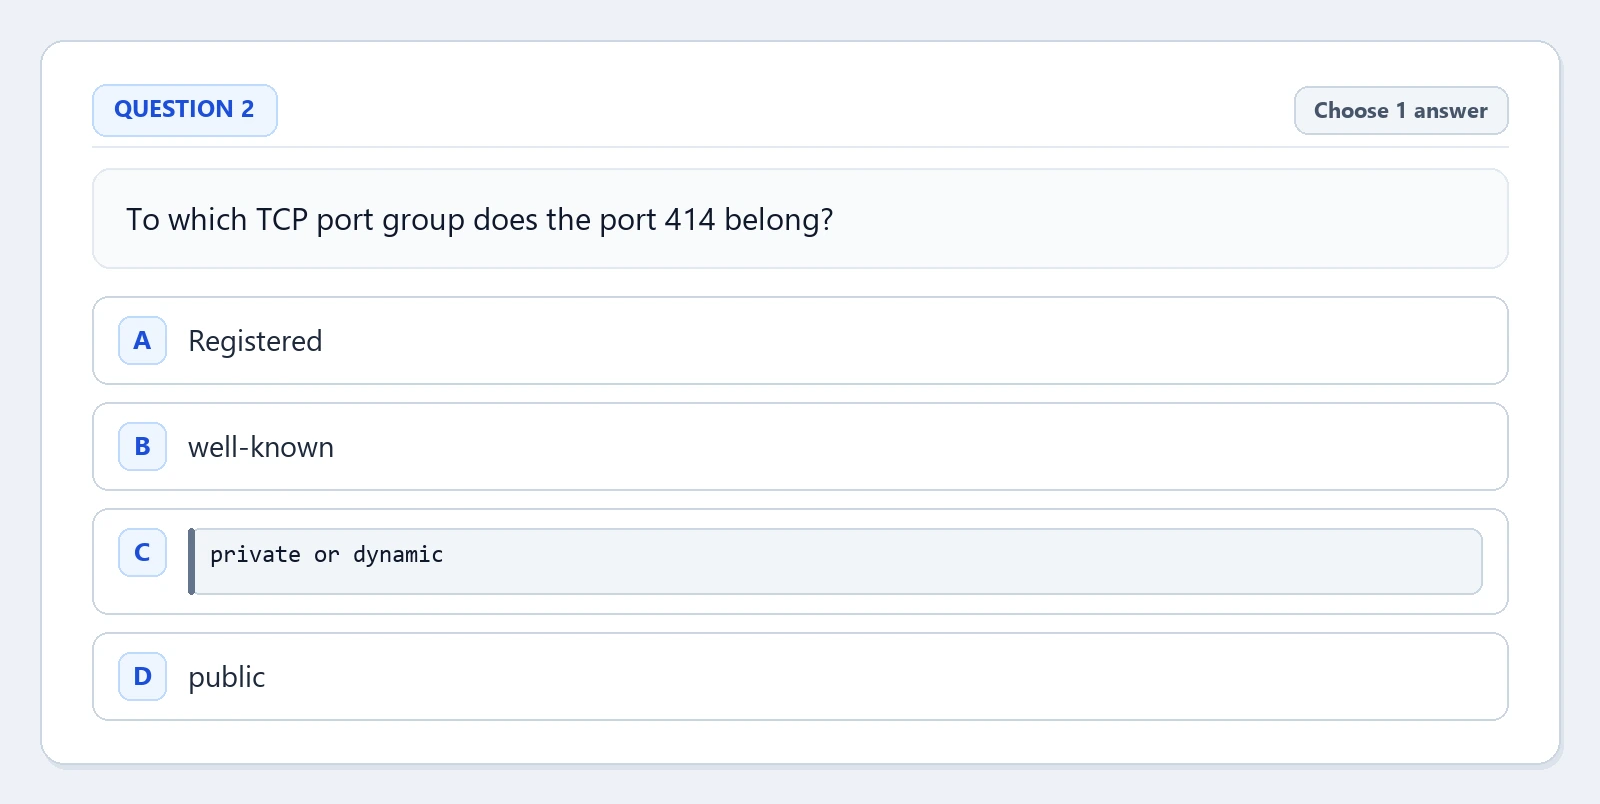 QUESTION 2
Choose 1 answer
To which TCP port group does the port 414 belong?
A Registered
B well-known
C private or dynamic
D public